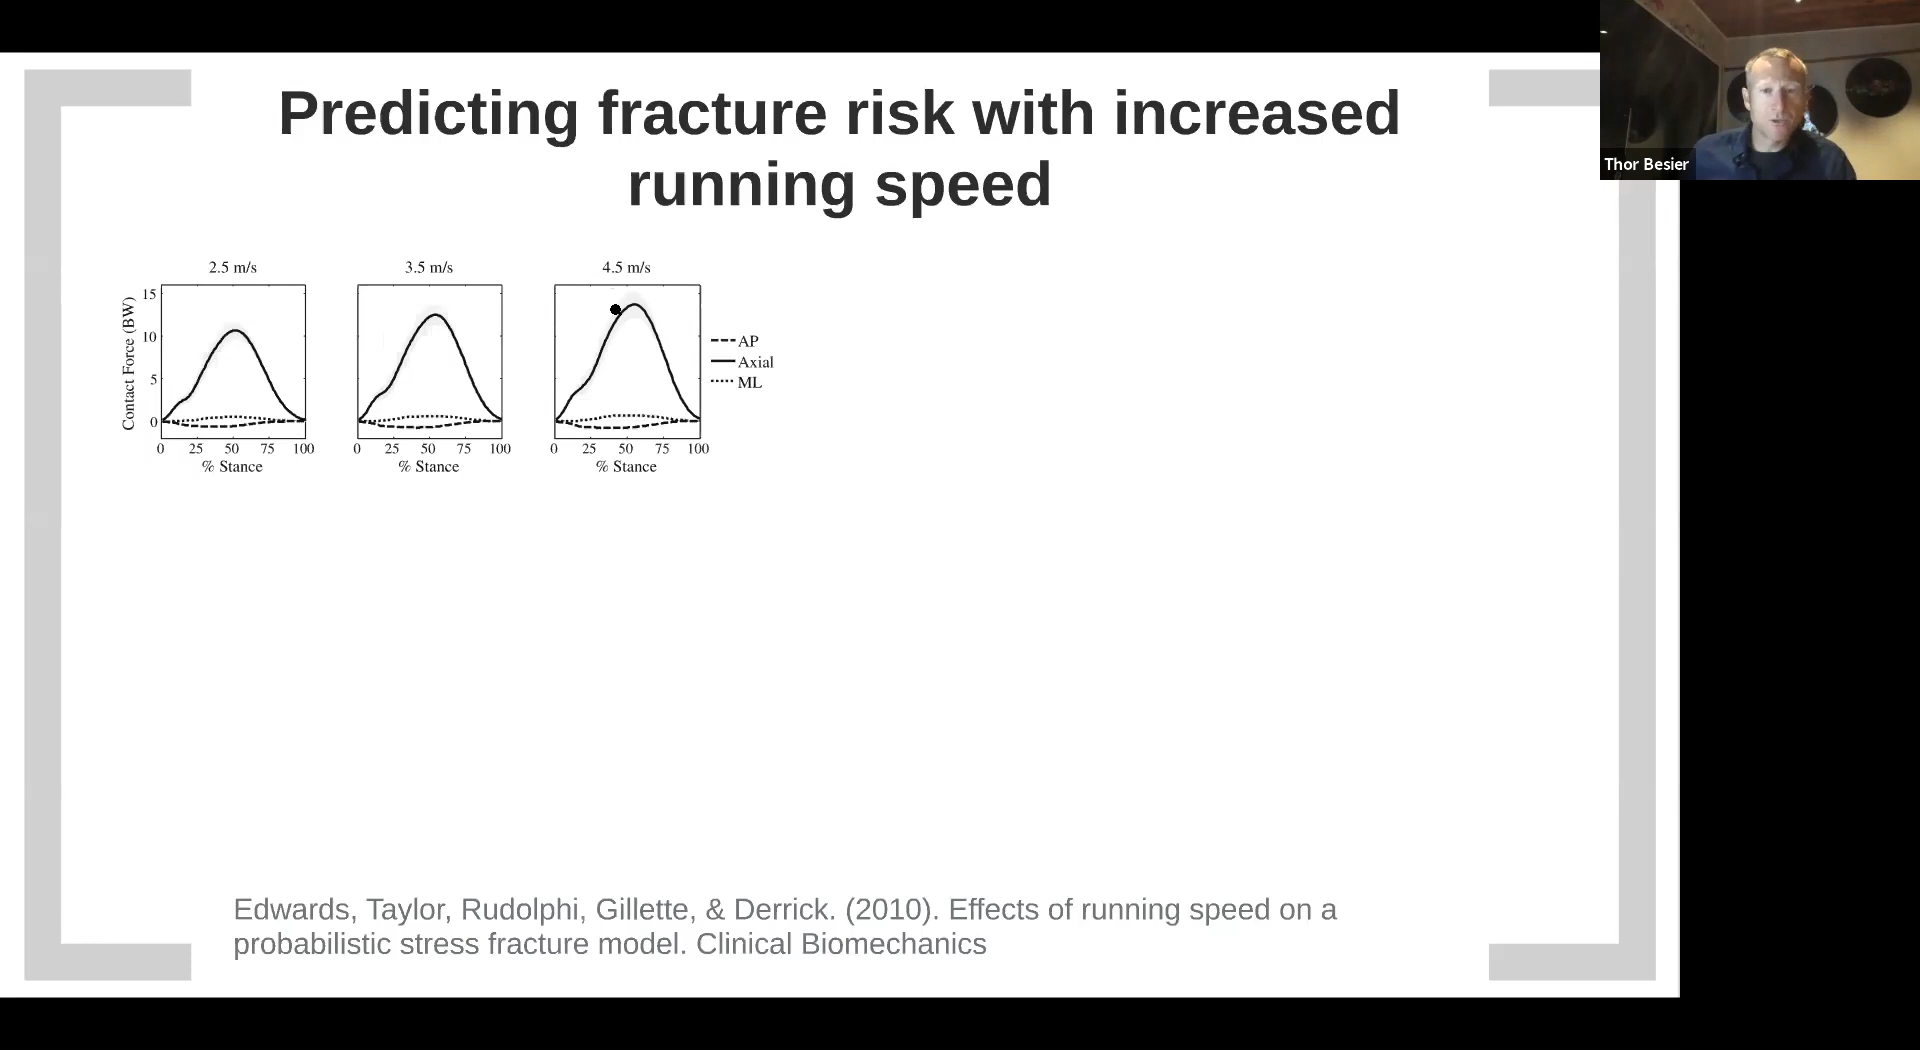 Predicting fracture risk with increased
running speed
Thor Besier
2.5 m/s
3.5 m/s
4.5 m/s
Contact Force (BW)
15
10
5
0
0 25 50 75 100
0 25 50 75 100
0 25 50 75 100
% Stance
% Stance
% Stance
AP
Axial
ML
Edwards, Taylor, Rudolphi, Gillette, & Derrick. (2010). Effects of running speed on a
probabilistic stress fracture model. Clinical Biomechanics